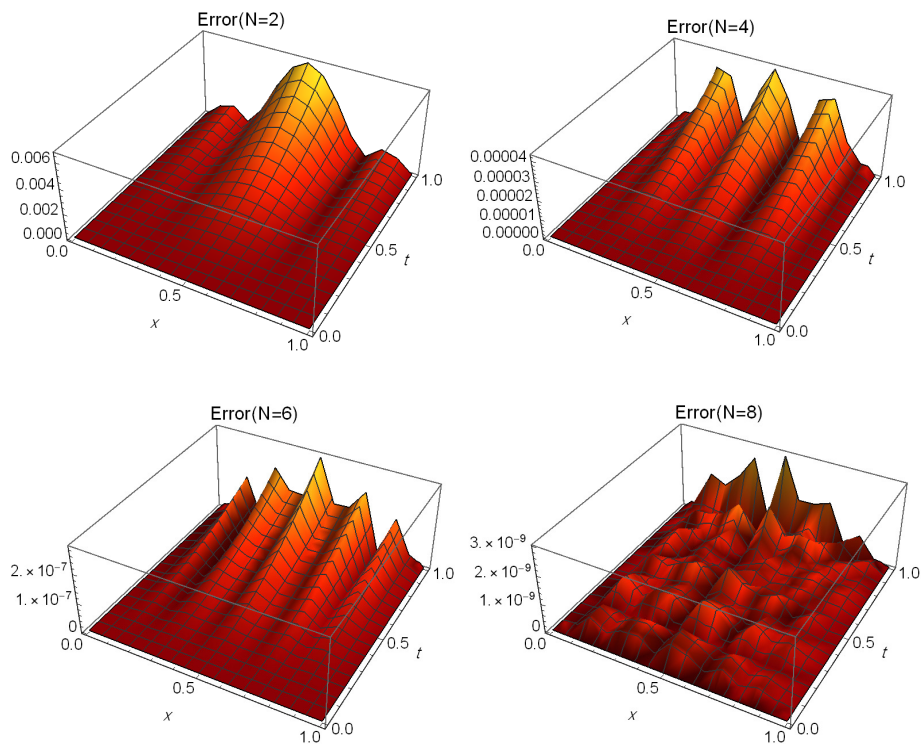 Error(N=2)
0.006
0.004
0.002
0.000
0.0
0.5
1.0
x
0.0
0.5
1.0
t
Error(N=4)
0.00004
0.00003
0.00002
0.00001
0.00000
0.0
0.5
1.0
x
0.0
0.5
1.0
t
Error(N=6)
2. × 10⁻⁷
1. × 10⁻⁷
0
0.0
0.5
1.0
x
0.0
0.5
1.0
t
Error(N=8)
3. × 10⁻⁹
2. × 10⁻⁹
1. × 10⁻⁹
0
0.0
0.5
1.0
x
0.0
0.5
1.0
t